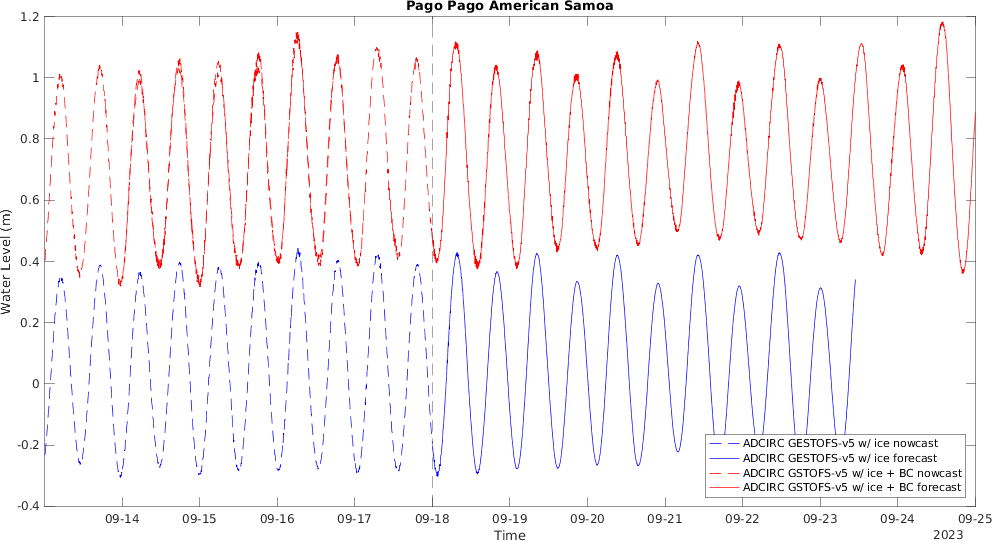 Pago Pago American Samoa
1.2
1
0.8
0.6
0.4
0.2
0
-0.2
-0.4
Water Level (m)
ADCIRC GESTOFS-v5 w/ ice nowcast
ADCIRC GESTOFS-v5 w/ ice forecast
ADCIRC GSTOFS-v5 w/ ice + BC nowcast
ADCIRC GSTOFS-v5 w/ ice + BC forecast
09-14 09-15 09-16 09-17 09-18 09-19 09-20 09-21 09-22 09-23 09-24 09-25
Time
2023